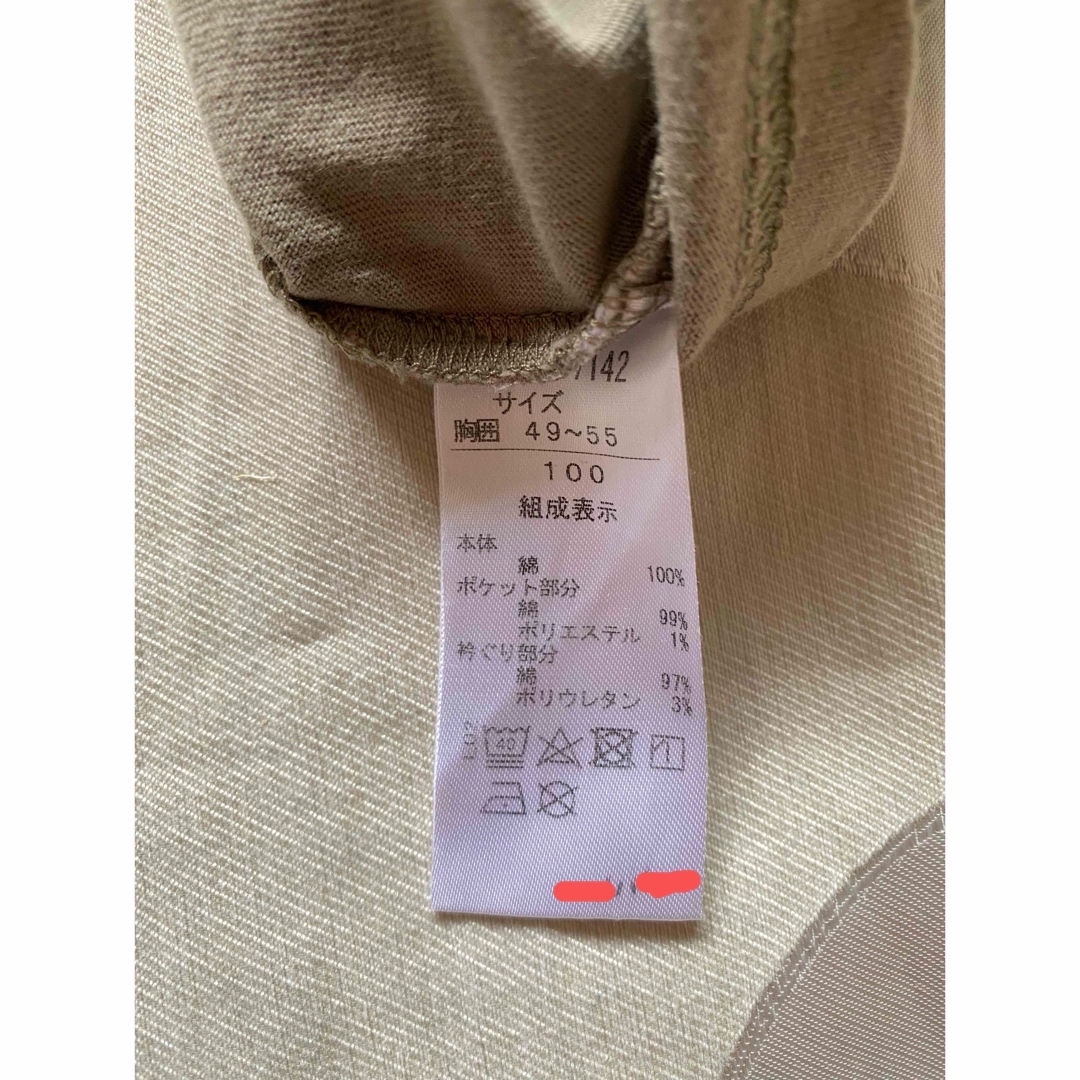 7142
サイズ
胸囲 49~55
100
組成表示
本体
綿 100%
ポケット部分
綿 99%
ポリエステル 1%
衿ぐり部分
綿 97%
ポリウレタン 3%
40